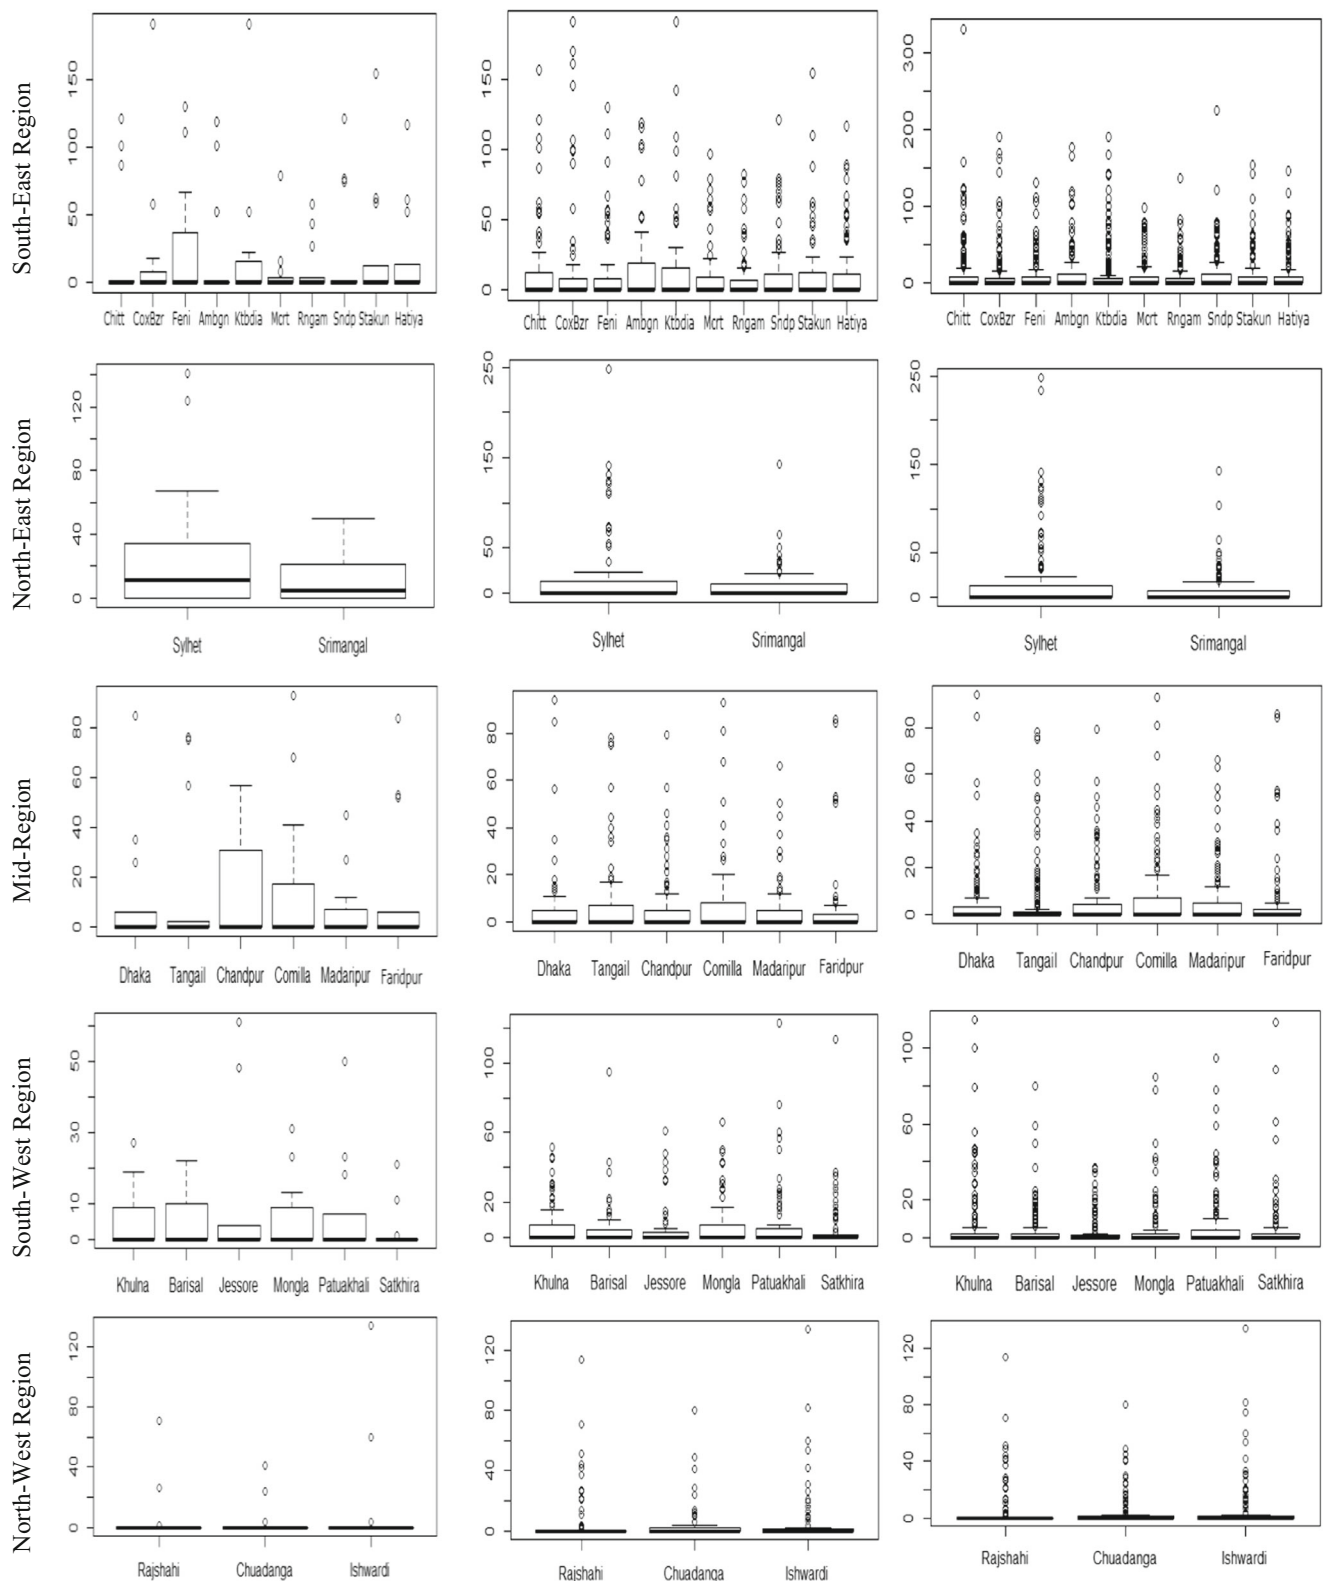 South-East Region
0 50 100 150
Chitt CoxBzr Feni Ambgn Ktbdia Mcrt Rngam Sndp Stakun Hatiya
0 50 100 150
Chitt CoxBzr Feni Ambgn Ktbdia Mcrt Rngam Sndp Stakun Hatiya
0 100 200 300
Chitt CoxBzr Feni Ambgn Ktbdia Mcrt Rngam Sndp Stakun Hatiya
North-East Region
0 40 80 120
Sylhet Srimangal
0 50 150 250
Sylhet Srimangal
0 50 150 250
Sylhet Srimangal
Mid-Region
0 20 40 60 80
Dhaka Tangail Chandpur Comilla Madaripur Faridpur
0 20 40 60 80
Dhaka Tangail Chandpur Comilla Madaripur Faridpur
0 20 40 60 80
Dhaka Tangail Chandpur Comilla Madaripur Faridpur
South-West Region
0 10 30 50
Khulna Barisal Jessore Mongla Patuakhali Satkhira
0 20 60 100
Khulna Barisal Jessore Mongla Patuakhali Satkhira
0 20 60 100
Khulna Barisal Jessore Mongla Patuakhali Satkhira
North-West Region
0 40 80 120
Rajshahi Chuadanga Ishwardi
0 40 80 120
Rajshahi Chuadanga Ishwardi
0 40 80 120
Rajshahi Chuadanga Ishwardi